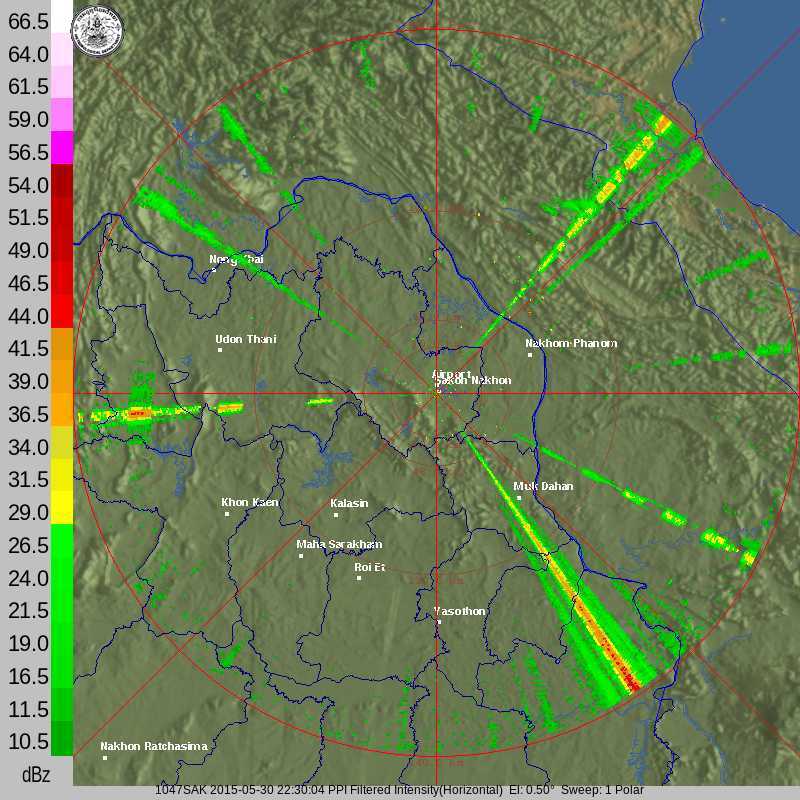 66.5
64.0
61.5
59.0
56.5
54.0
51.5
49.0
46.5
44.0
41.5
39.0
36.5
34.0
31.5
29.0
26.5
24.0
21.5
19.0
16.5
11.5
10.5
dBz
Nong Khai
Udon Thani
Nakhom Phanom
Airport
Sakon Nakhon
Khon Kaen
Kalasin
Muk Dahan
Maha Sarakham
Roi Et
Yasothon
Nakhon Ratchasima
1047SAK 2015-05-30 22:30:04 PPI Filtered Intensity(Horizontal) El: 0.50° Sweep: 1 Polar